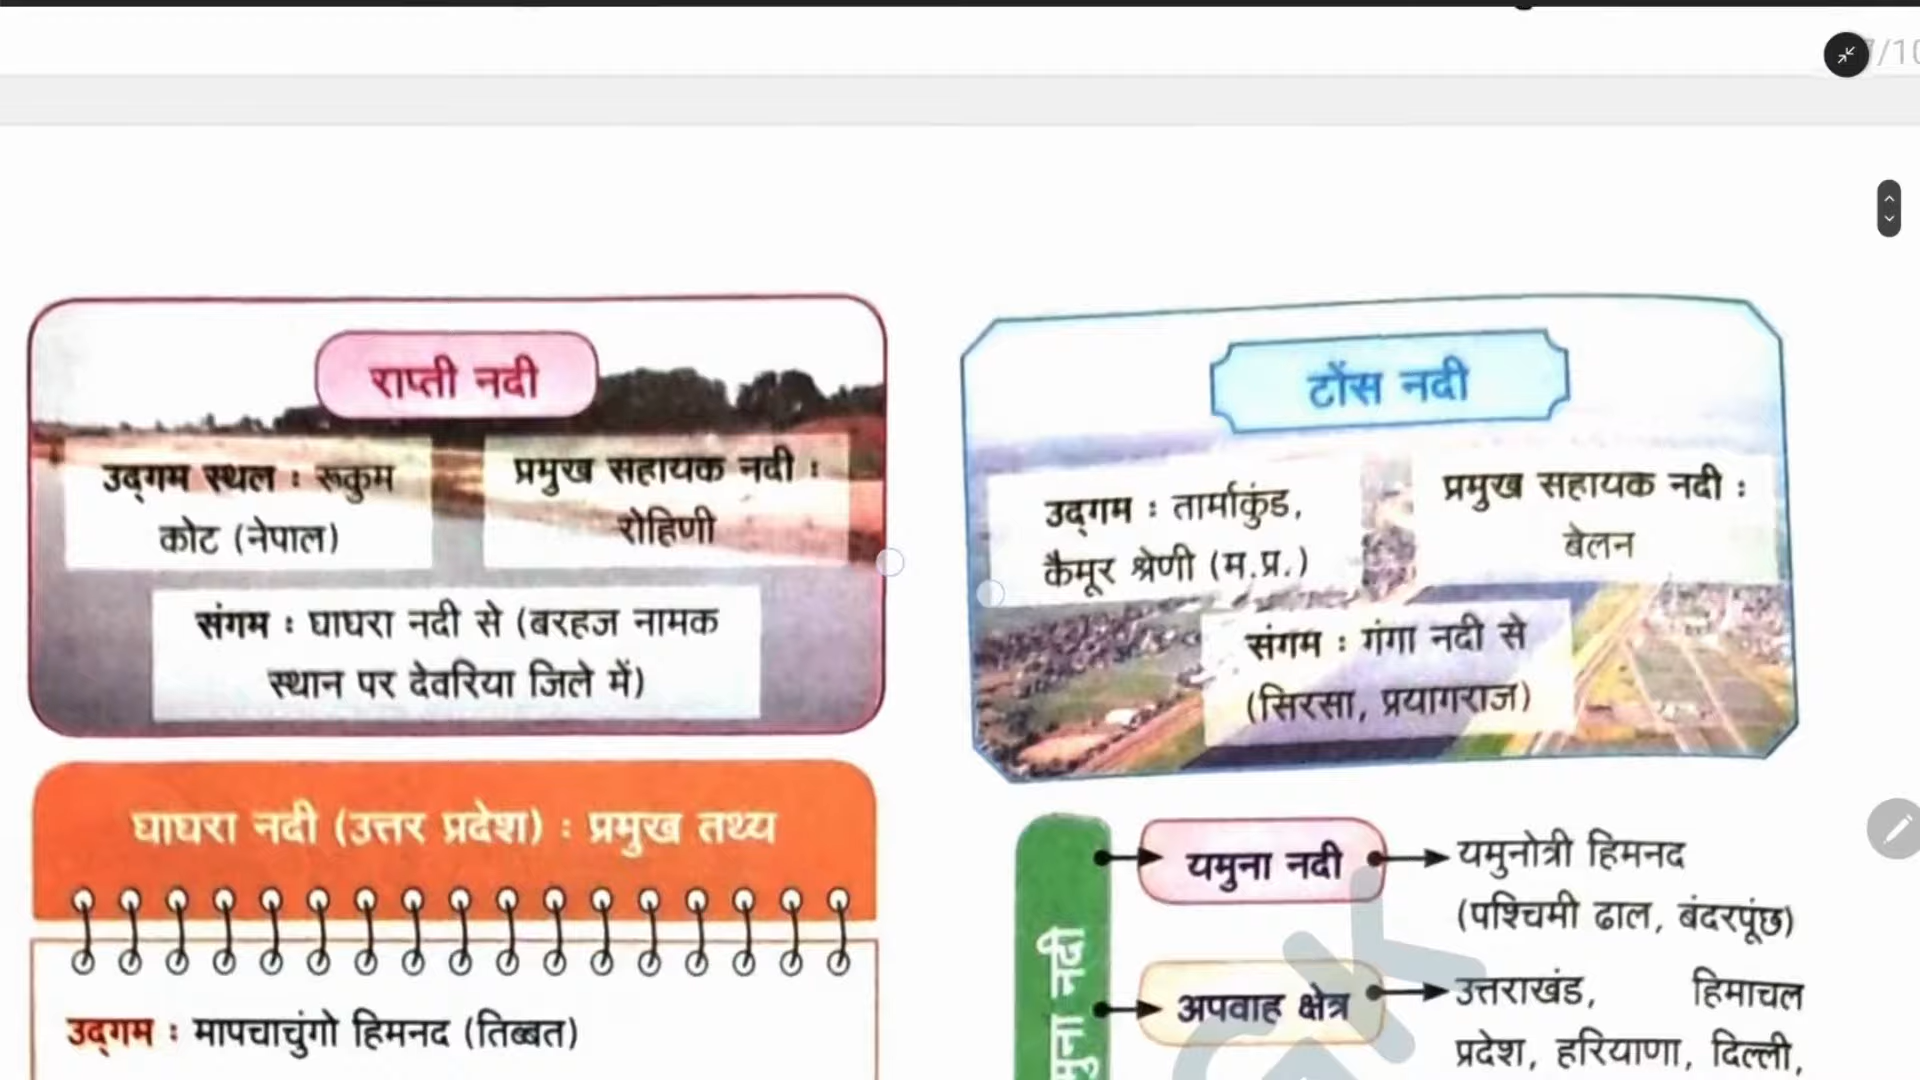 /10
राप्ती नदी
उद्गम स्थल : रूकुम
कोट (नेपाल)
प्रमुख सहायक नदी :
रोहिणी
संगम : घाघरा नदी से (बरहज नामक
स्थान पर देवरिया जिले में)
टोंस नदी
उद्गम : तार्माकुंड,
कैमूर श्रेणी (म.प्र.)
प्रमुख सहायक नदी :
बेलन
संगम : गंगा नदी से
(सिरसा, प्रयागराज)
घाघरा नदी (उत्तर प्रदेश) : प्रमुख तथ्य
उद्गम : मापचाचुंगो हिमनद (तिब्बत)
नदी
यमुना नदी
यमुनोत्री हिमनद
(पश्चिमी ढाल, बंदरपूंछ)
अपवाह क्षेत्र
उत्तराखंड, हिमाचल
प्रदेश, हरियाणा, दिल्ली,